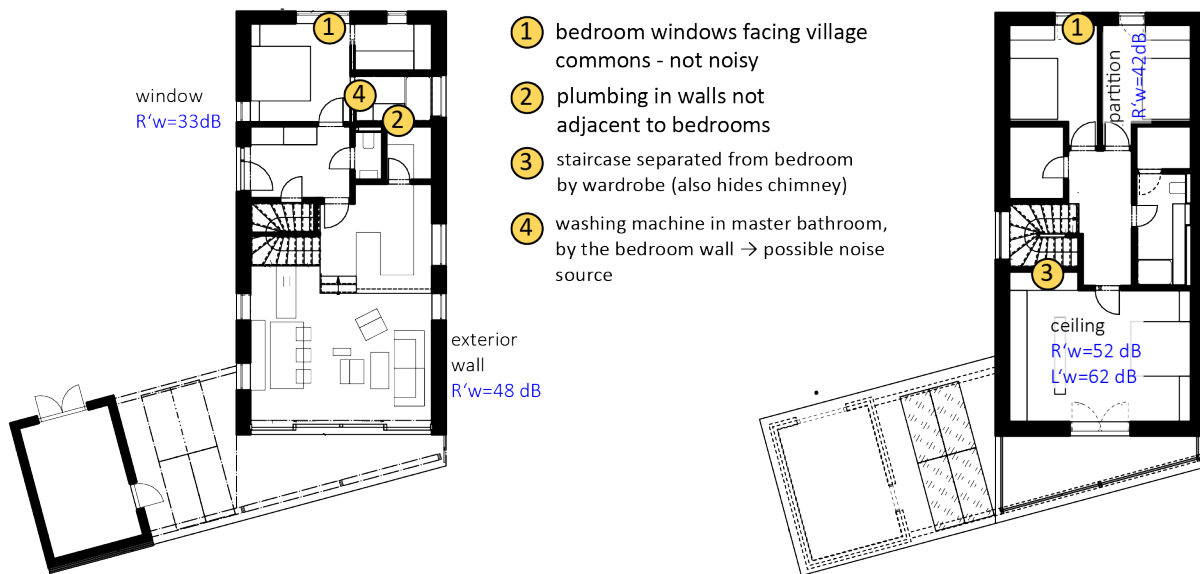 1
4
2
window
R'w=33dB
exterior
wall
R'w=48 dB
1 bedroom windows facing village
commons - not noisy
2 plumbing in walls not
adjacent to bedrooms
3 staircase separated from bedroom
by wardrobe (also hides chimney)
4 washing machine in master bathroom,
by the bedroom wall → possible noise
source
1
partition
R'w=42dB
3
ceiling
R'w=52 dB
L'w=62 dB